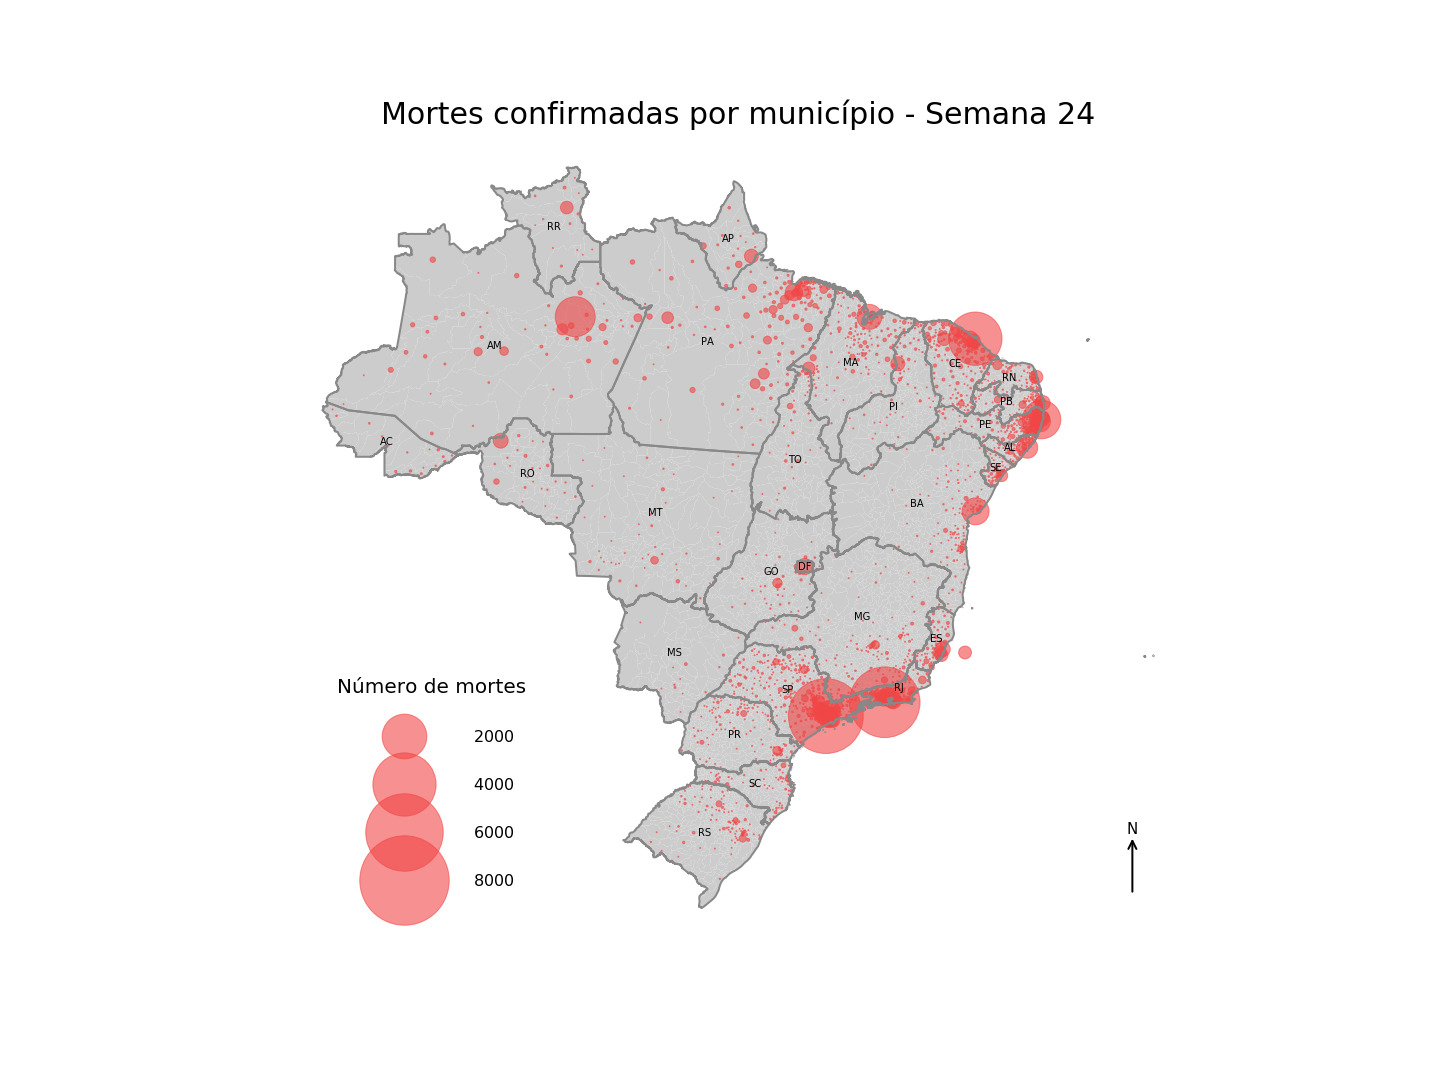 Mortes confirmadas por município - Semana 24
RR
AP
AM
PA
MA
CE
RN
PB
PI
PE
AL
AC
SE
TO
RO
BA
MT
DF
GO
MG
ES
MS
SP
RJ
PR
SC
RS
Número de mortes
2000
4000
6000
8000
N